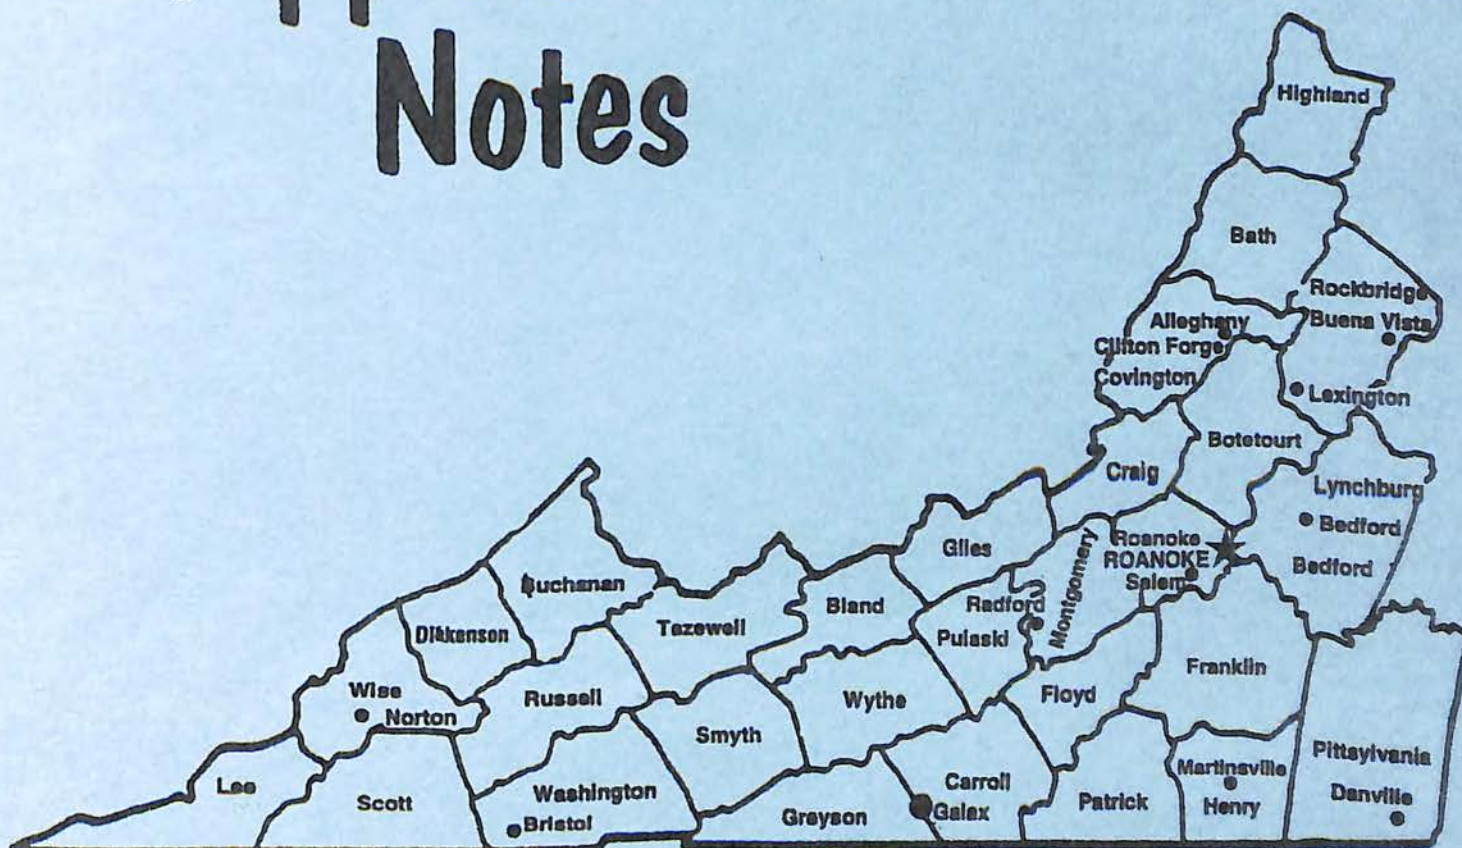 Notes
Highland
Bath
Rockbridge
Alleghany
Buena Vista
Clifton Forge
Covington
Lexington
Botetourt
Craig
Lynchburg
Bedford
Roanoke
ROANOKE
Bedford
Salem
Giles
Montgomery
Radford
Pulaski
Bland
Buchanan
Tazewell
Dikkenson
Franklin
Wise
Norton
Russell
Wythe
Floyd
Smyth
Pittsylvania
Martinsville
Lee
Scott
Washington
Carroll
Patrick
Henry
Danville
Bristol
Grayson
Galax